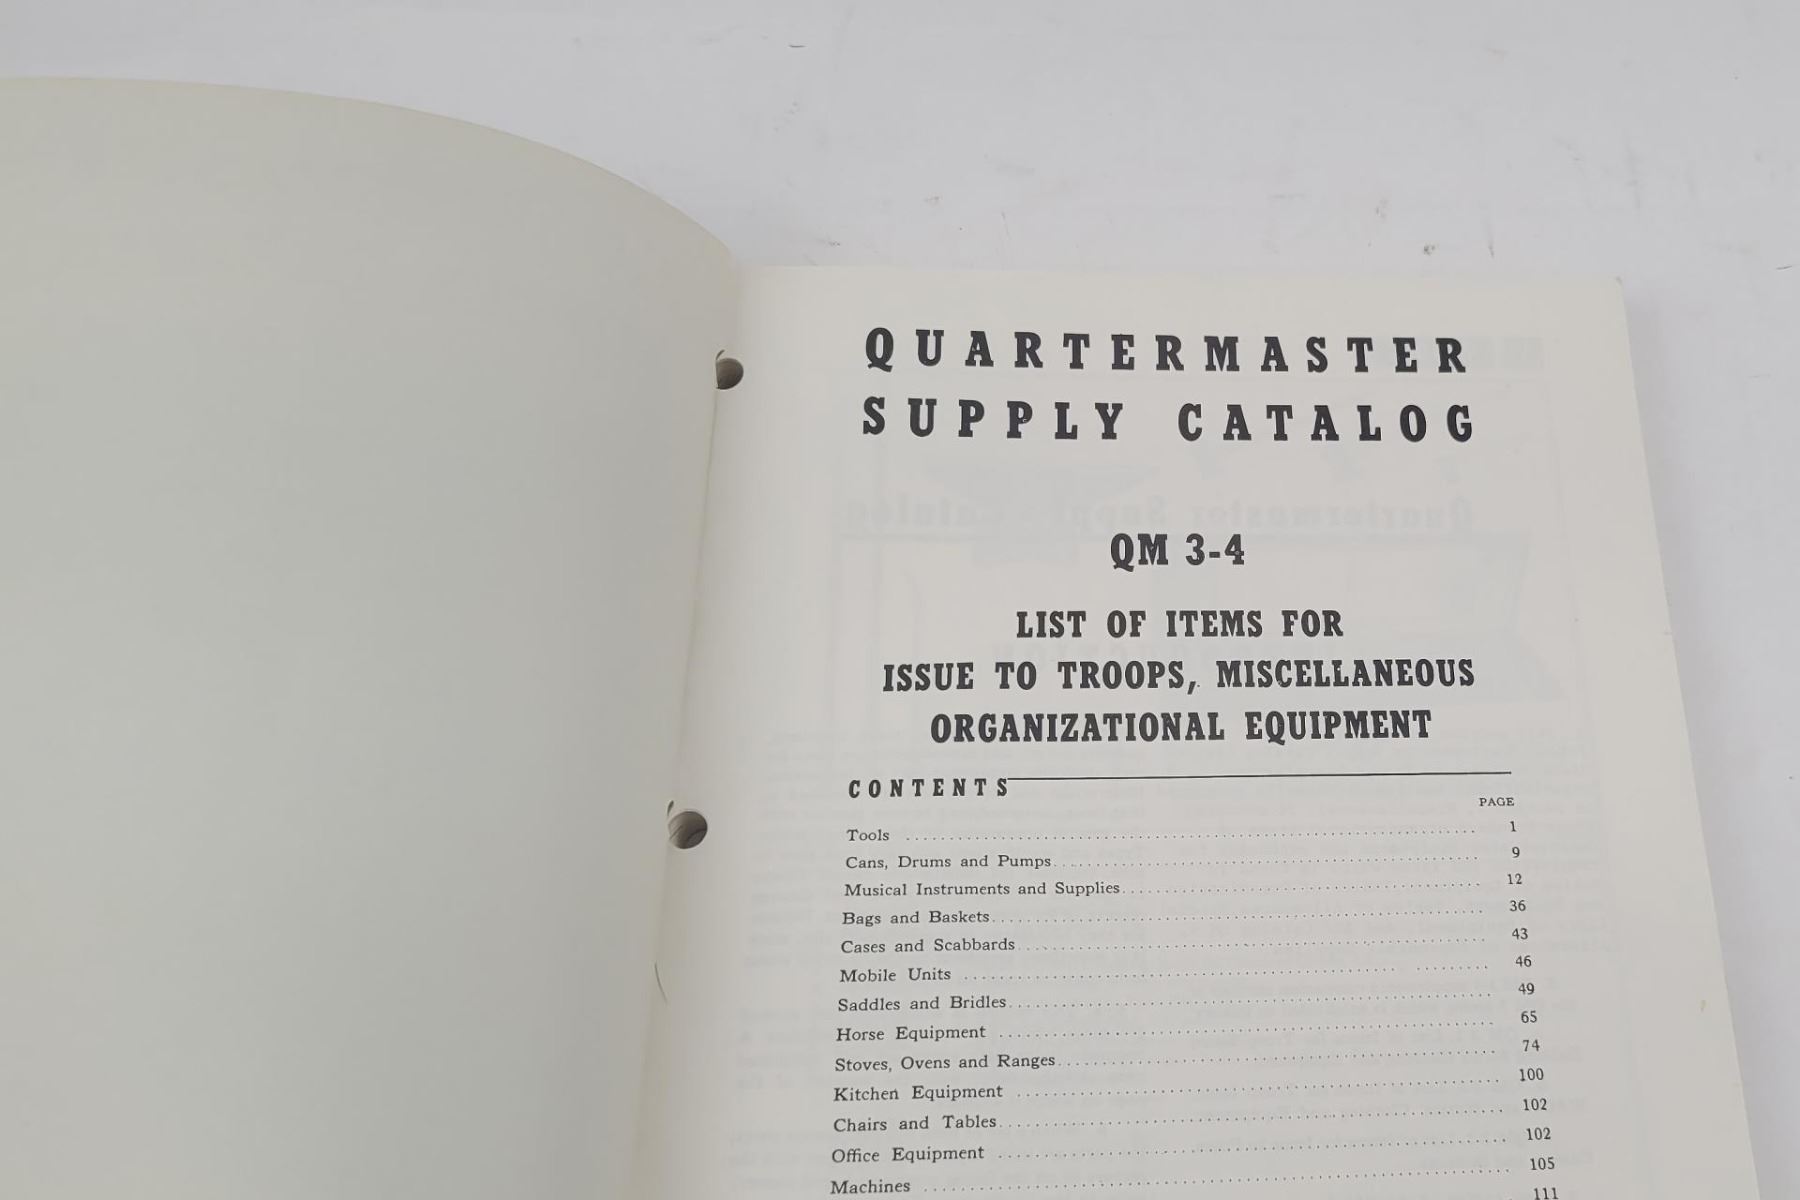 QUARTERMASTER
SUPPLY CATALOG
QM 3-4
LIST OF ITEMS FOR
ISSUE TO TROOPS, MISCELLANEOUS
ORGANIZATIONAL EQUIPMENT
CONTENTS
PAGE
Tools ........ 1
Cans, Drums and Pumps ........ 9
Musical Instruments and Supplies ........ 12
Bags and Baskets ........ 36
Cases and Scabbards ........ 43
Mobile Units ........ 46
Saddles and Bridles ........ 49
Horse Equipment ........ 65
Stoves, Ovens and Ranges ........ 74
Kitchen Equipment ........ 100
Chairs and Tables ........ 102
Office Equipment ........ 102
Machines ........ 105
111